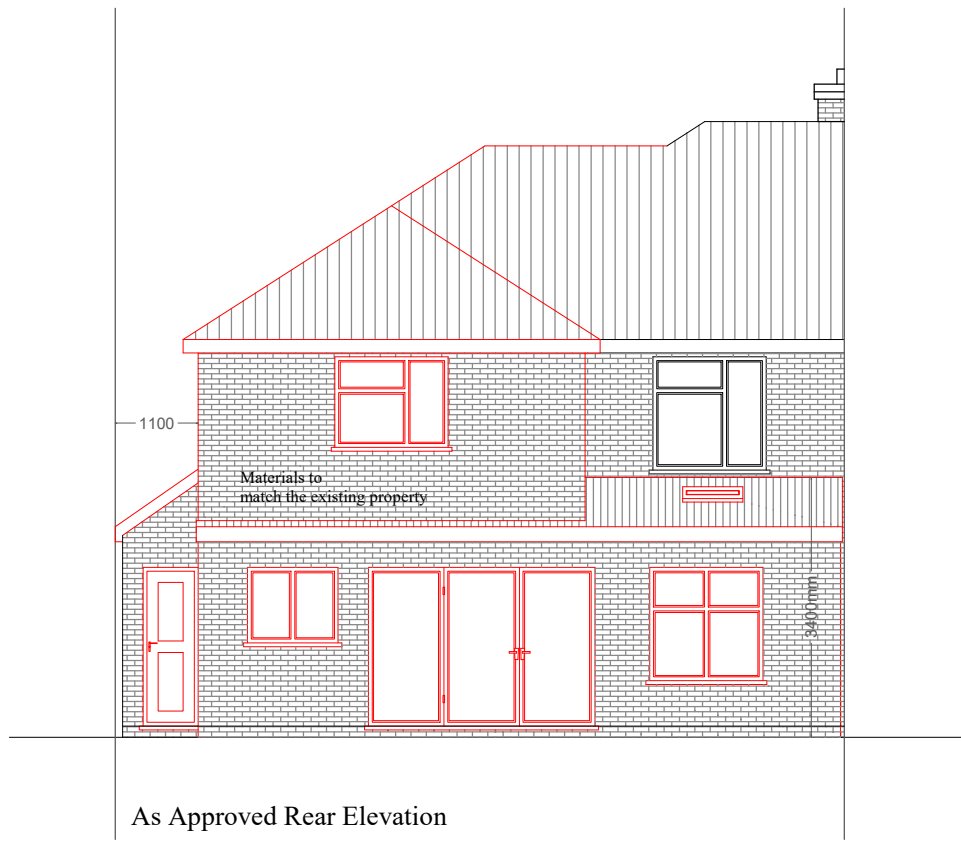 1100
Materials to
match the existing property
3400mm
As Approved Rear Elevation